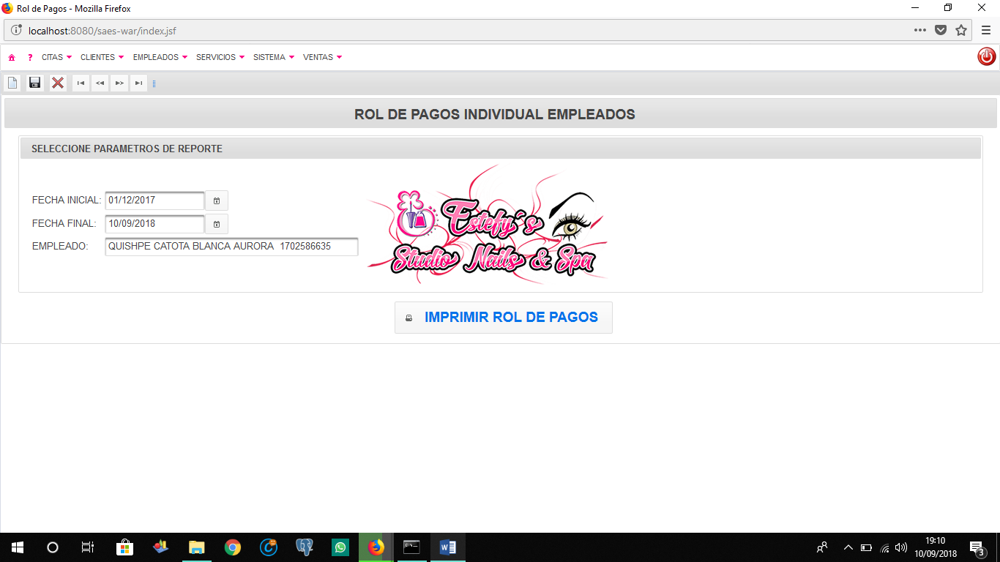 Rol de Pagos - Mozilla Firefox
localhost:8080/saes-war/index.jsf
? CITAS CLIENTES EMPLEADOS SERVICIOS SISTEMA VENTAS
ROL DE PAGOS INDIVIDUAL EMPLEADOS
SELECCIONE PARAMETROS DE REPORTE
FECHA INICIAL: 01/12/2017
FECHA FINAL: 10/09/2018
EMPLEADO: QUISHPE CATOTA BLANCA AURORA 1702586635
Estefy´s
Studio Nails & Spa
IMPRIMIR ROL DE PAGOS
19:10
10/09/2018
3